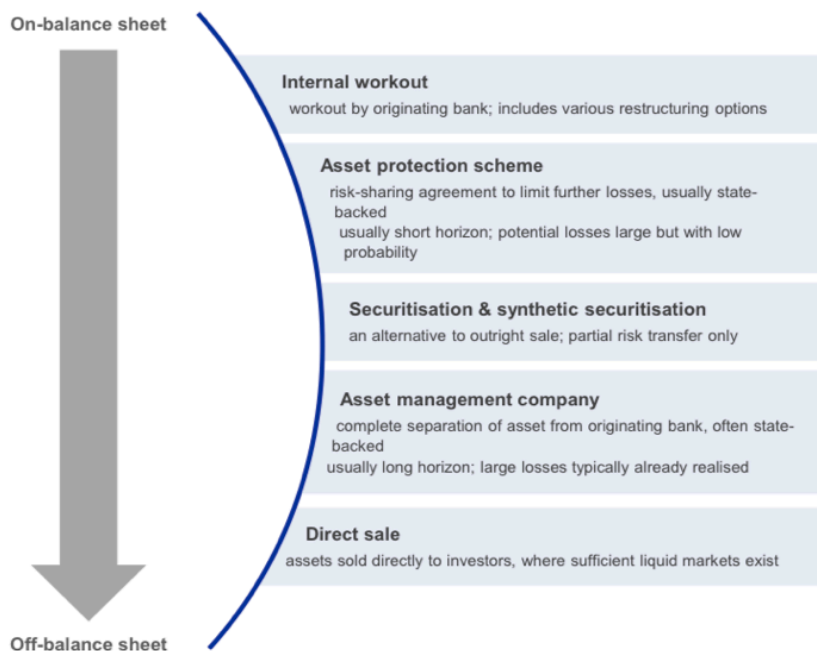 On-balance sheet
Internal workout
workout by originating bank; includes various restructuring options
Asset protection scheme
risk-sharing agreement to limit further losses, usually state-
backed
usually short horizon; potential losses large but with low
probability
Securitisation & synthetic securitisation
an alternative to outright sale; partial risk transfer only
Asset management company
complete separation of asset from originating bank, often state-
backed
usually long horizon; large losses typically already realised
Direct sale
assets sold directly to investors, where sufficient liquid markets exist
Off-balance sheet